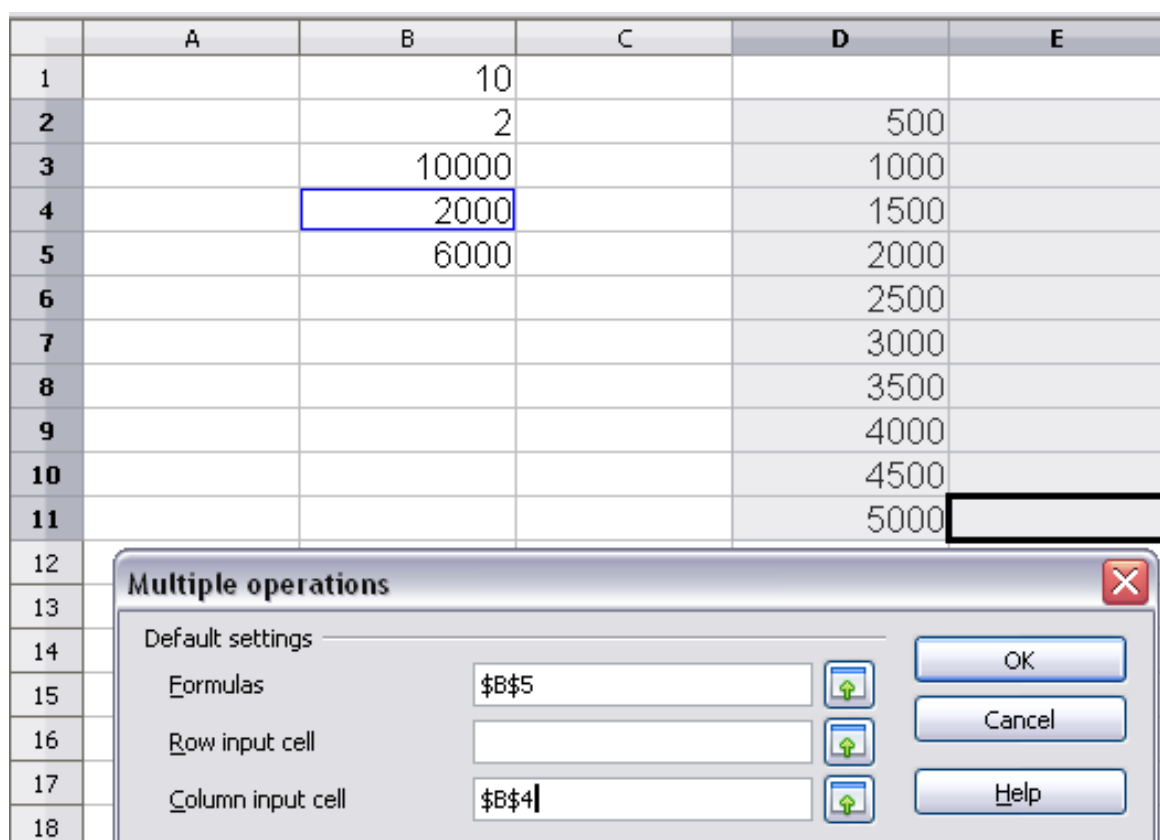 A B C D E
1 10
2 2 500
3 10000 1000
4 2000 1500
5 6000 2000
6 2500
7 3000
8 3500
9 4000
10 4500
11 5000
12
13
14
15
16
17
18
Multiple operations
Default settings
Formulas $B$5
Row input cell
Column input cell $B$4
OK
Cancel
Help